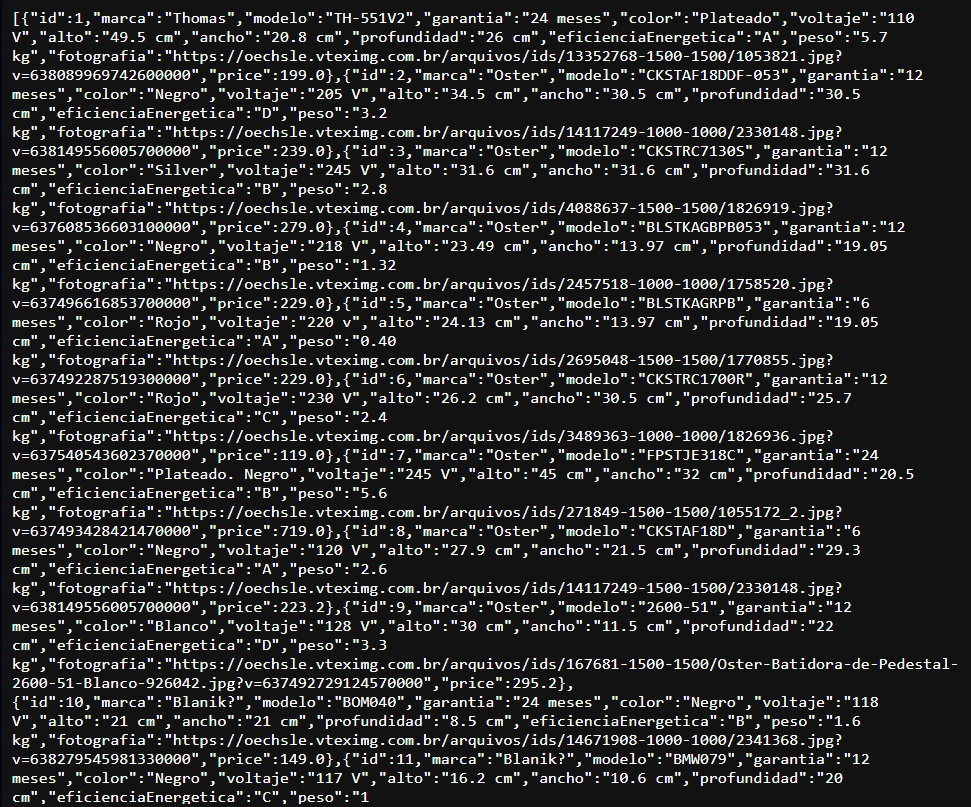 [{"id":1,"marca":"Thomas","modelo":"TH-551V2","garantia":"24 meses","color":"Plateado","voltaje":"110
V","alto":"49.5 cm","ancho":"20.8 cm","profundidad":"26 cm","eficienciaEnergetica":"A","peso":"5.7
kg","fotografia":"https://oechsle.vteximg.com.br/arquivos/ids/13352768-1500-1500/1053821.jpg?
v=638089969742600000","price":199.0},{"id":2,"marca":"Oster","modelo":"CKSTAF18DDF-053","garantia":"12
meses","color":"Negro","voltaje":"205 V","alto":"34.5 cm","ancho":"30.5 cm","profundidad":"30.5
cm","eficienciaEnergetica":"D","peso":"3.2
kg","fotografia":"https://oechsle.vteximg.com.br/arquivos/ids/14117249-1000-1000/2330148.jpg?
v=638149556005700000","price":239.0},{"id":3,"marca":"Oster","modelo":"CKSTRC7130S","garantia":"12
meses","color":"Silver","voltaje":"245 V","alto":"31.6 cm","ancho":"31.6 cm","profundidad":"31.6
cm","eficienciaEnergetica":"B","peso":"2.8
kg","fotografia":"https://oechsle.vteximg.com.br/arquivos/ids/4088637-1500-1500/1826919.jpg?
v=637608536603100000","price":279.0},{"id":4,"marca":"Oster","modelo":"BLSTKAGBPB053","garantia":"12
meses","color":"Negro","voltaje":"218 V","alto":"23.49 cm","ancho":"13.97 cm","profundidad":"19.05
cm","eficienciaEnergetica":"B","peso":"1.32
kg","fotografia":"https://oechsle.vteximg.com.br/arquivos/ids/2457518-1000-1000/1758520.jpg?
v=637496616853700000","price":229.0},{"id":5,"marca":"Oster","modelo":"BLSTKAGRPB","garantia":"6
meses","color":"Rojo","voltaje":"220 v","alto":"24.13 cm","ancho":"13.97 cm","profundidad":"19.05
cm","eficienciaEnergetica":"A","peso":"0.40
kg","fotografia":"https://oechsle.vteximg.com.br/arquivos/ids/2695048-1500-1500/1770855.jpg?
v=637492287519300000","price":229.0},{"id":6,"marca":"Oster","modelo":"CKSTRC1700R","garantia":"12
meses","color":"Rojo","voltaje":"230 V","alto":"26.2 cm","ancho":"30.5 cm","profundidad":"25.7
cm","eficienciaEnergetica":"C","peso":"2.4
kg","fotografia":"https://oechsle.vteximg.com.br/arquivos/ids/3489363-1000-1000/1826936.jpg?
v=637540543602370000","price":119.0},{"id":7,"marca":"Oster","modelo":"FPSTJE318C","garantia":"24
meses","color":"Plateado. Negro","voltaje":"245 V","alto":"45 cm","ancho":"32 cm","profundidad":"20.5
cm","eficienciaEnergetica":"B","peso":"5.6
kg","fotografia":"https://oechsle.vteximg.com.br/arquivos/ids/271849-1500-1500/1055172_2.jpg?
v=637493428421470000","price":719.0},{"id":8,"marca":"Oster","modelo":"CKSTAF18D","garantia":"6
meses","color":"Negro","voltaje":"120 V","alto":"27.9 cm","ancho":"21.5 cm","profundidad":"29.3
cm","eficienciaEnergetica":"A","peso":"2.6
kg","fotografia":"https://oechsle.vteximg.com.br/arquivos/ids/14117249-1500-1500/2330148.jpg?
v=638149556005700000","price":223.2},{"id":9,"marca":"Oster","modelo":"2600-51","garantia":"12
meses","color":"Blanco","voltaje":"128 V","alto":"30 cm","ancho":"11.5 cm","profundidad":"22
cm","eficienciaEnergetica":"D","peso":"3.3
kg","fotografia":"https://oechsle.vteximg.com.br/arquivos/ids/167681-1500-1500/Oster-Batidora-de-Pedestal-
2600-51-Blanco-926042.jpg?v=637492729124570000","price":295.2},
{"id":10,"marca":"Blanik?","modelo":"BOM040","garantia":"24 meses","color":"Negro","voltaje":"118
V","alto":"21 cm","ancho":"21 cm","profundidad":"8.5 cm","eficienciaEnergetica":"B","peso":"1.6
kg","fotografia":"https://oechsle.vteximg.com.br/arquivos/ids/14671908-1000-1000/2341368.jpg?
v=638279545981330000","price":149.0},{"id":11,"marca":"Blanik?","modelo":"BMW079","garantia":"12
meses","color":"Negro","voltaje":"117 V","alto":"16.2 cm","ancho":"10.6 cm","profundidad":"20
cm","eficienciaEnergetica":"C","peso":"1